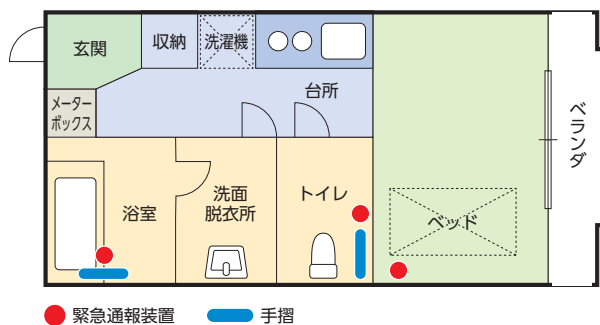 玄関
収納
洗濯機
台所
メーター
ボックス
ベランダ
浴室
洗面
脱衣所
トイレ
ベッド
緊急通報装置
手摺